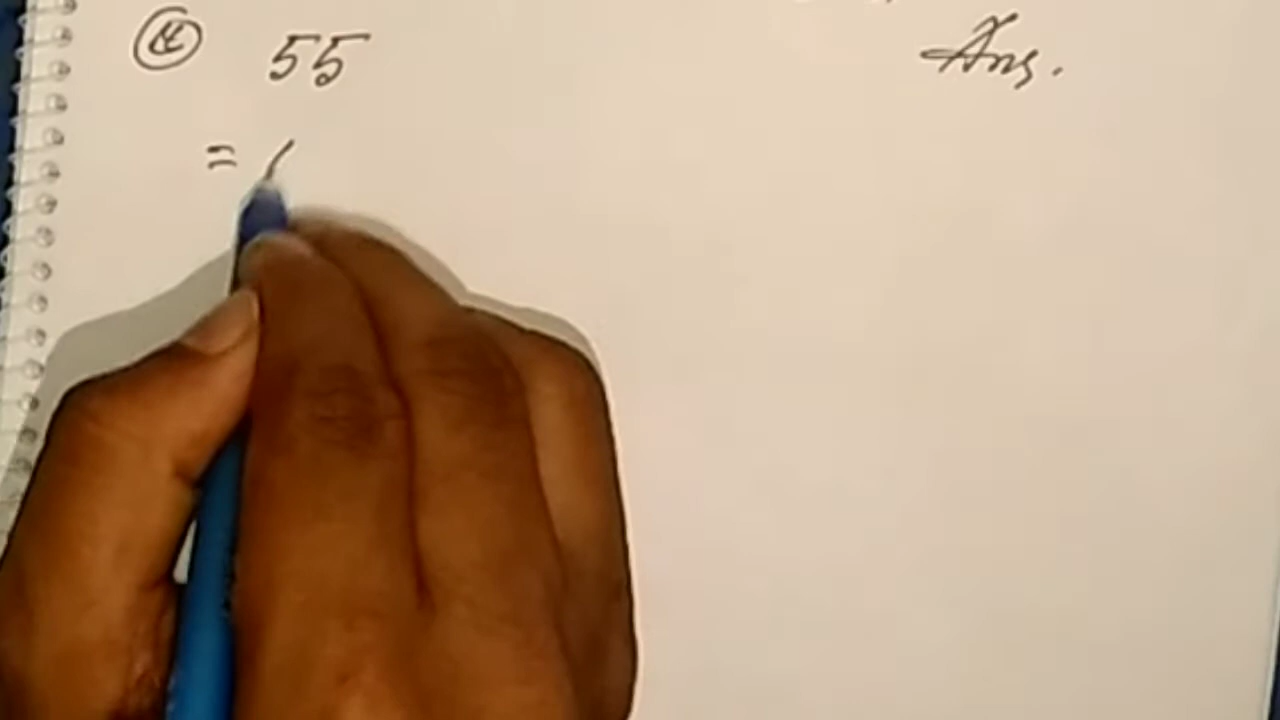 Ans.
55
= (